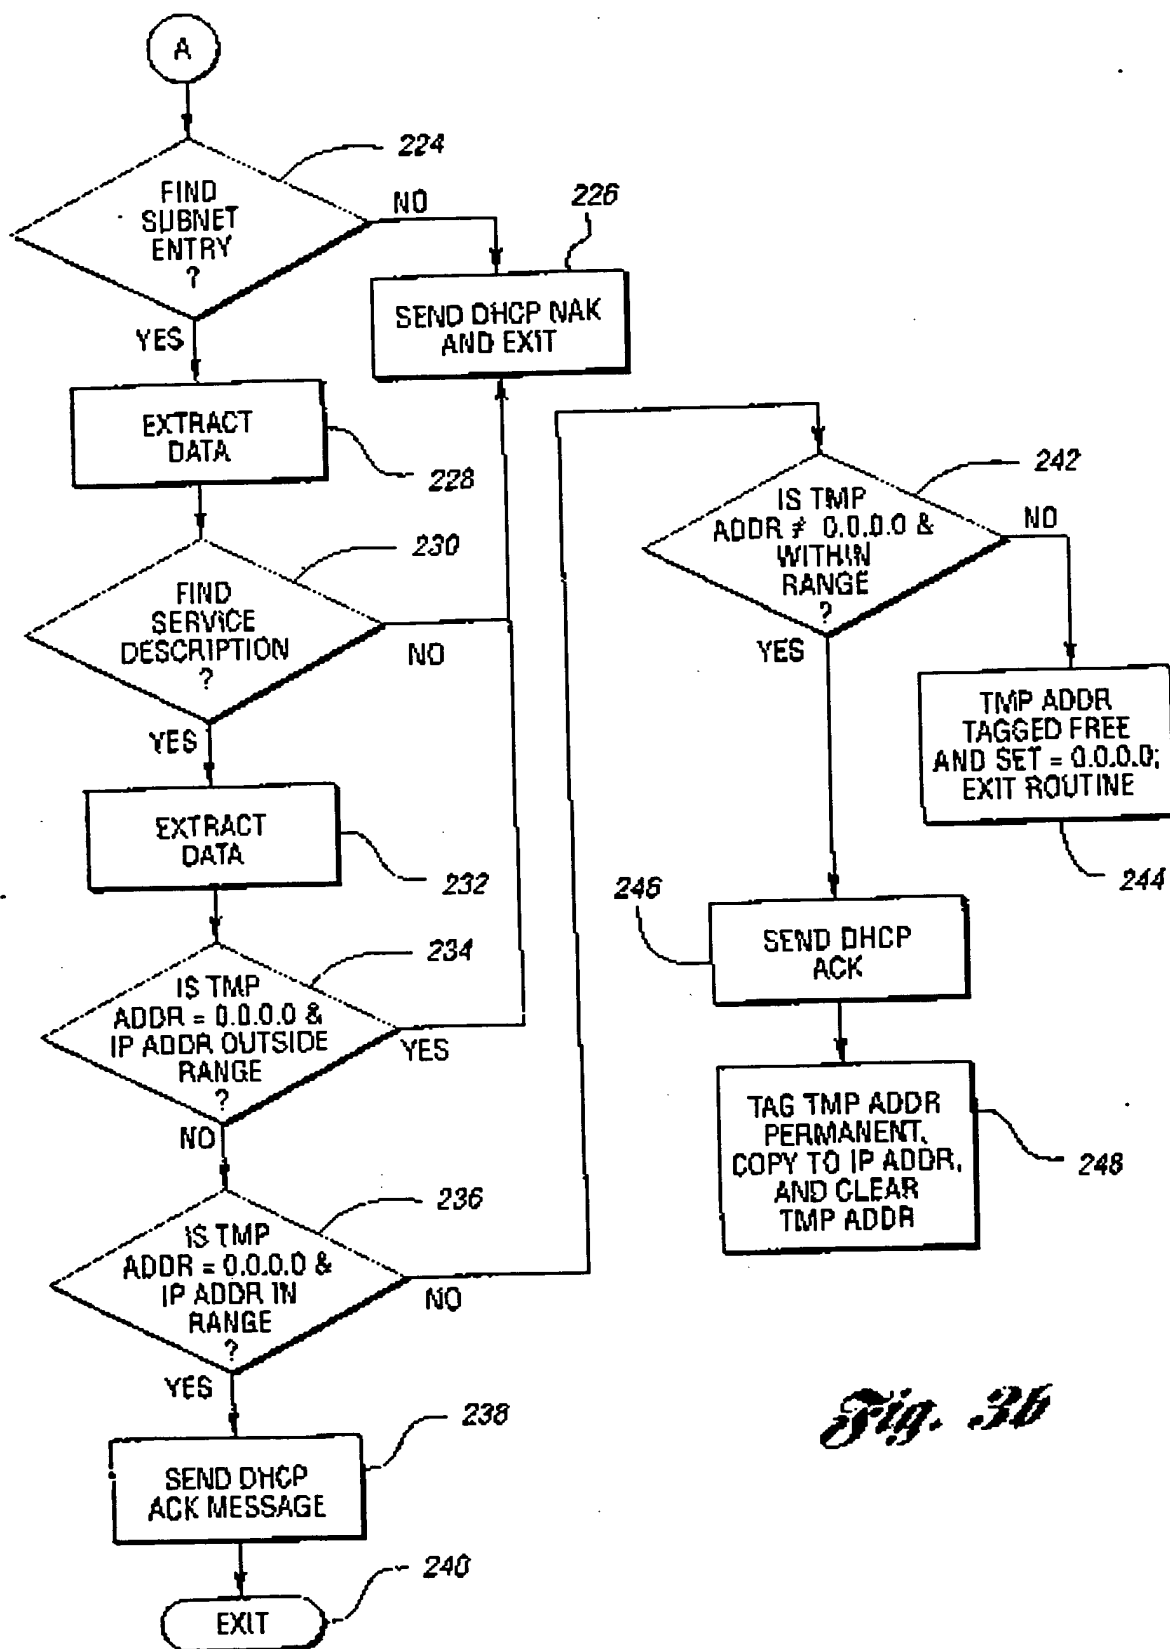 A
224
FIND
SUBNET
ENTRY
?
NO
YES
226
SEND DHCP NAK
AND EXIT
EXTRACT
DATA
228
230
FIND
SERVICE
DESCRIPTION
?
NO
YES
EXTRACT
DATA
232
234
IS TMP
ADDR = 0.0.0.0 &
IP ADDR OUTSIDE
RANGE
?
YES
NO
236
IS TMP
ADDR = 0.0.0.0 &
IP ADDR IN
RANGE
?
NO
YES
238
SEND DHCP
ACK MESSAGE
240
EXIT
242
IS TMP
ADDR ≠ 0.0.0.0 &
WITHIN
RANGE
?
NO
YES
TMP ADDR
TAGGED FREE
AND SET = 0.0.0.0;
EXIT ROUTINE
244
246
SEND DHCP
ACK
TAG TMP ADDR
PERMANENT,
COPY TO IP ADDR,
AND CLEAR
TMP ADDR
248
Fig. 3b